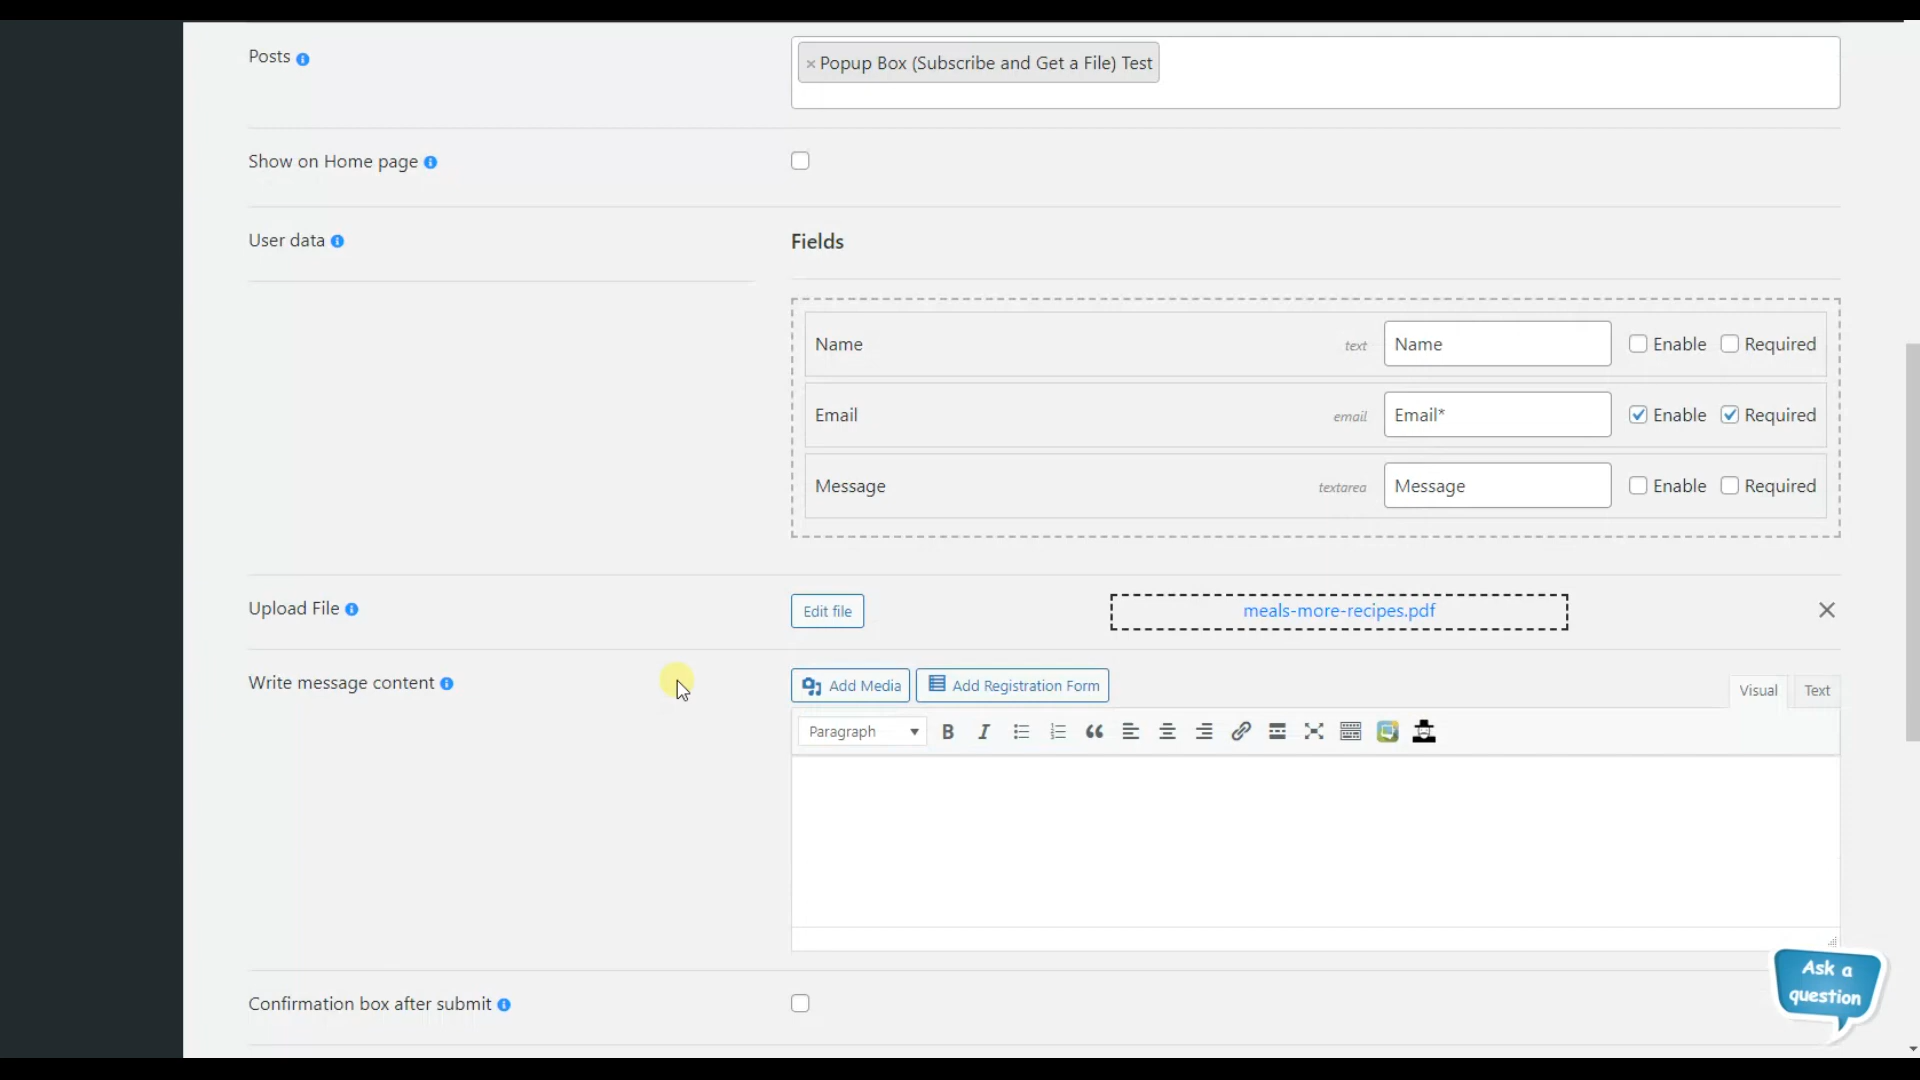 Posts
× Popup Box (Subscribe and Get a File) Test
Show on Home page
User data
Fields
Name text Name Enable Required
Email email Email* Enable Required
Message textarea Message Enable Required
Upload File
Edit file
meals-more-recipes.pdf
Write message content
Add Media
Add Registration Form
Visual
Text
Paragraph
Confirmation box after submit
Ask a
question